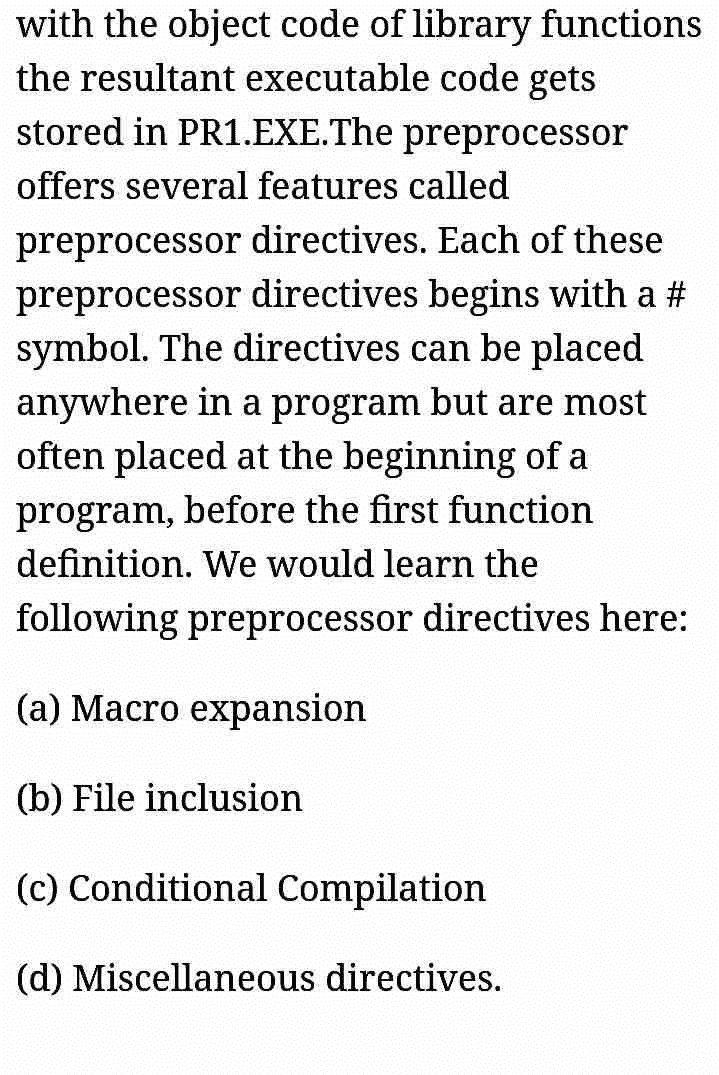 with the object code of library functions
the resultant executable code gets
stored in PR1.EXE.The preprocessor
offers several features called
preprocessor directives. Each of these
preprocessor directives begins with a #
symbol. The directives can be placed
anywhere in a program but are most
often placed at the beginning of a
program, before the first function
definition. We would learn the
following preprocessor directives here:
(a) Macro expansion
(b) File inclusion
(c) Conditional Compilation
(d) Miscellaneous directives.